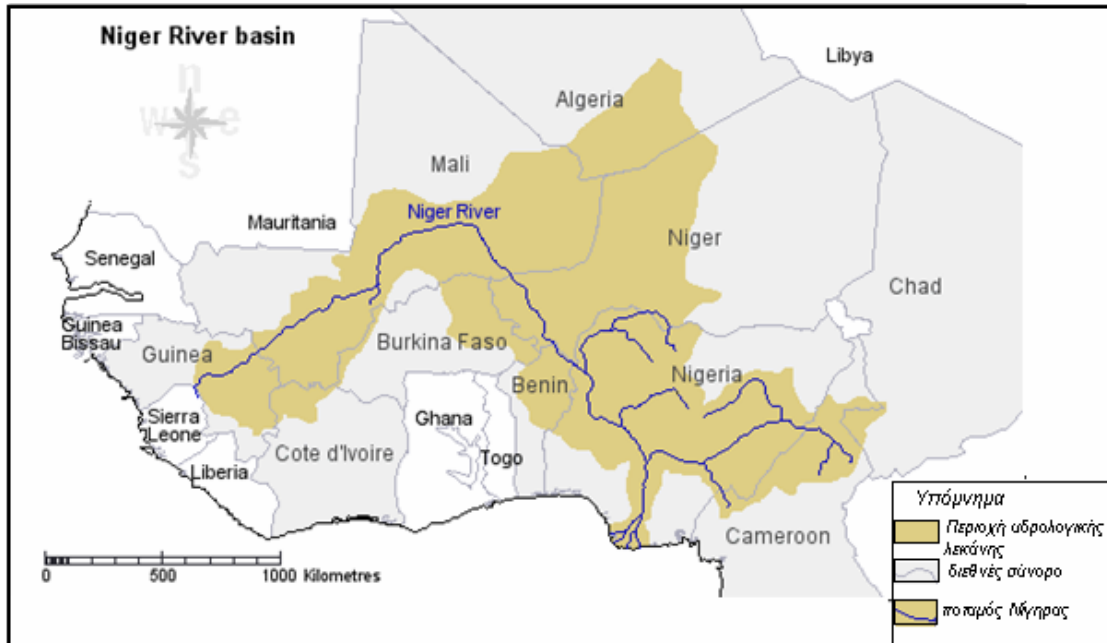 Niger River basin
n
w e
s
Libya
Algeria
Mali
Niger River
Mauritania
Niger
Senegal
Chad
Guinea
Bissau
Guinea
Burkina Faso
Benin
Nigeria
Sierra
Leone
Ghana
Togo
Cote d'Ivoire
Liberia
Cameroon
0 500 1000 Kilometres
Υπόμνημα
Περιοχή υδρολογικής
λεκάνης
διεθνές σύνορο
ποταμός Νίγηρας